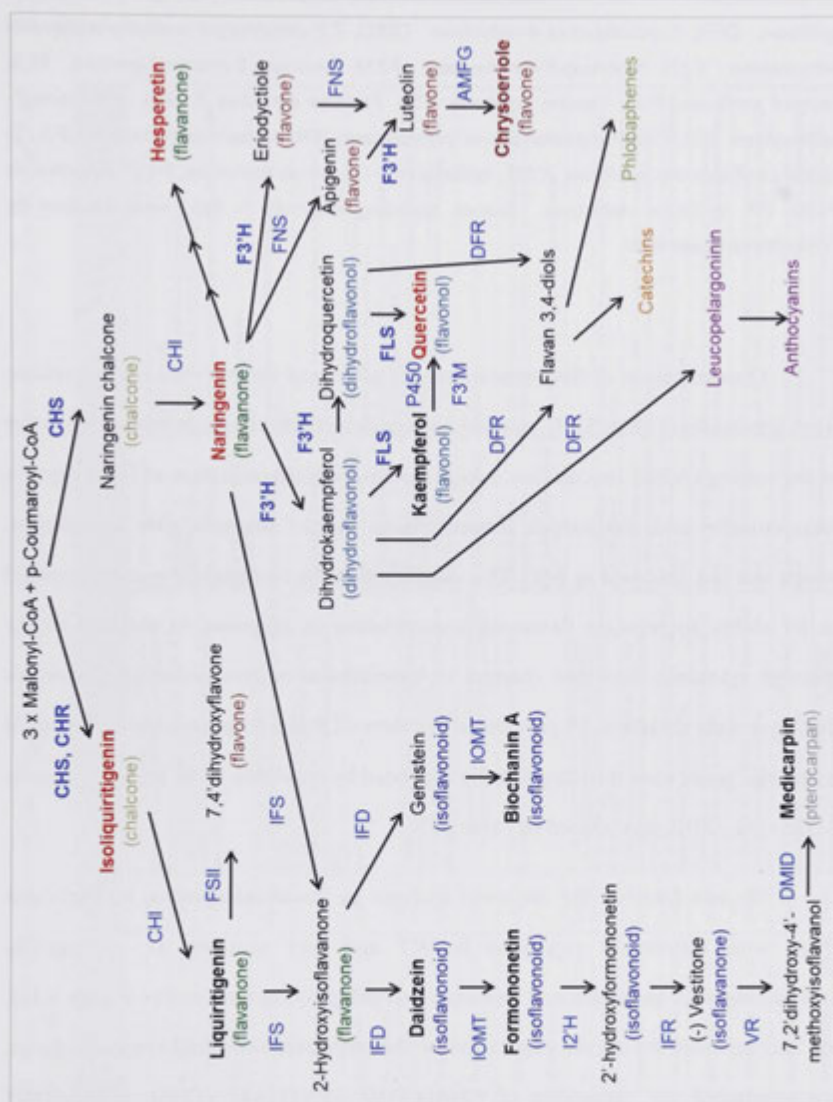 3 x Malonyl-CoA + p-Coumaroyl-CoA
CHS, CHR
CHS
Isoliquiritigenin
(chalcone)
Naringenin chalcone
(chalcone)
CHI
CHI
Liquiritigenin
(flavanone)
FSII
7,4'dihydroxyflavone
(flavone)
Naringenin
(flavanone)
Hesperetin
(flavanone)
IFS
IFS
F3'H
F3'H
FNS
Eriodyctiole
(flavone)
FNS
2-Hydroxyisoflavanone
(flavanone)
Dihydrokaempferol
(dihydroflavonol)
F3'H
Dihydroquercetin
(dihydroflavonol)
Apigenin
(flavone)
F3'H
Luteolin
(flavone)
IFD
IFD
FLS
FLS
AMFG
Daidzein
(isoflavonoid)
Genistein
(isoflavonoid)
Kaempferol
(flavonol)
P450
F3'M
Quercetin
(flavonol)
Chrysoeriole
(flavone)
IOMT
IOMT
DFR
DFR
DFR
Formononetin
(isoflavonoid)
Biochanin A
(isoflavonoid)
Flavan 3,4-diols
I2'H
2'-hydroxyformononetin
(isoflavonoid)
Catechins
Phlobaphenes
IFR
(-) Vestitone
(isoflavanone)
Leucopelargoninin
VR
7,2'dihydroxy-4'-
methoxyisoflavanol
DMID
Medicarpin
(pterocarpan)
Anthocyanins